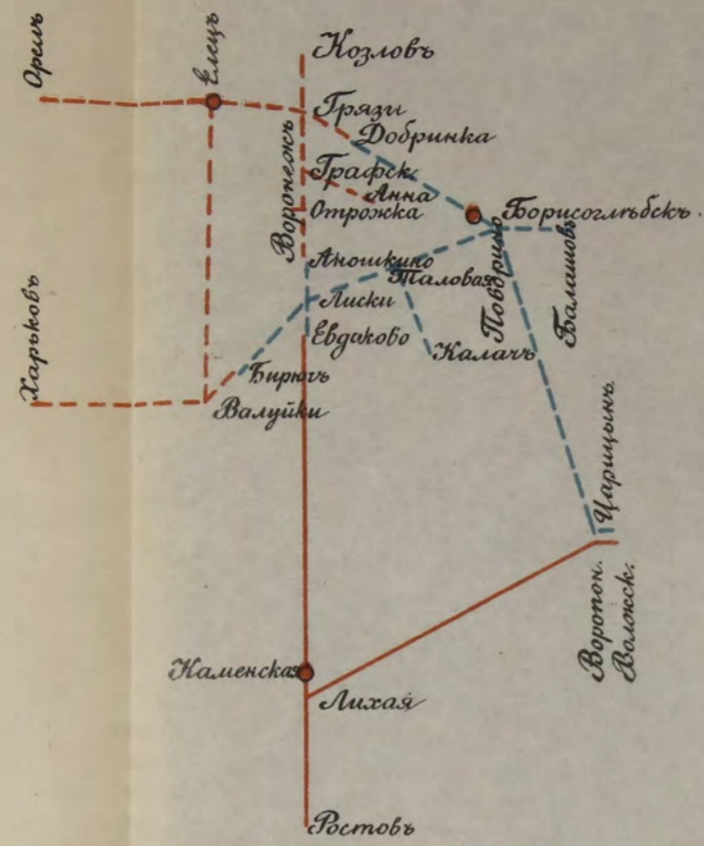 Орелъ
Елецъ
Козловъ
Грязи
Добринка
Воронежъ
Графск.
Анна
Отрожка
Борисоглѣбскъ.
Аношкино
Таловая
Поворино
Балашовъ
Харьковъ
Лиски
Евдаково
Калачъ
Бирючъ
Валуйки
Царицынъ.
Воропон.
Волжск.
Каменская
Лихая
Ростовъ